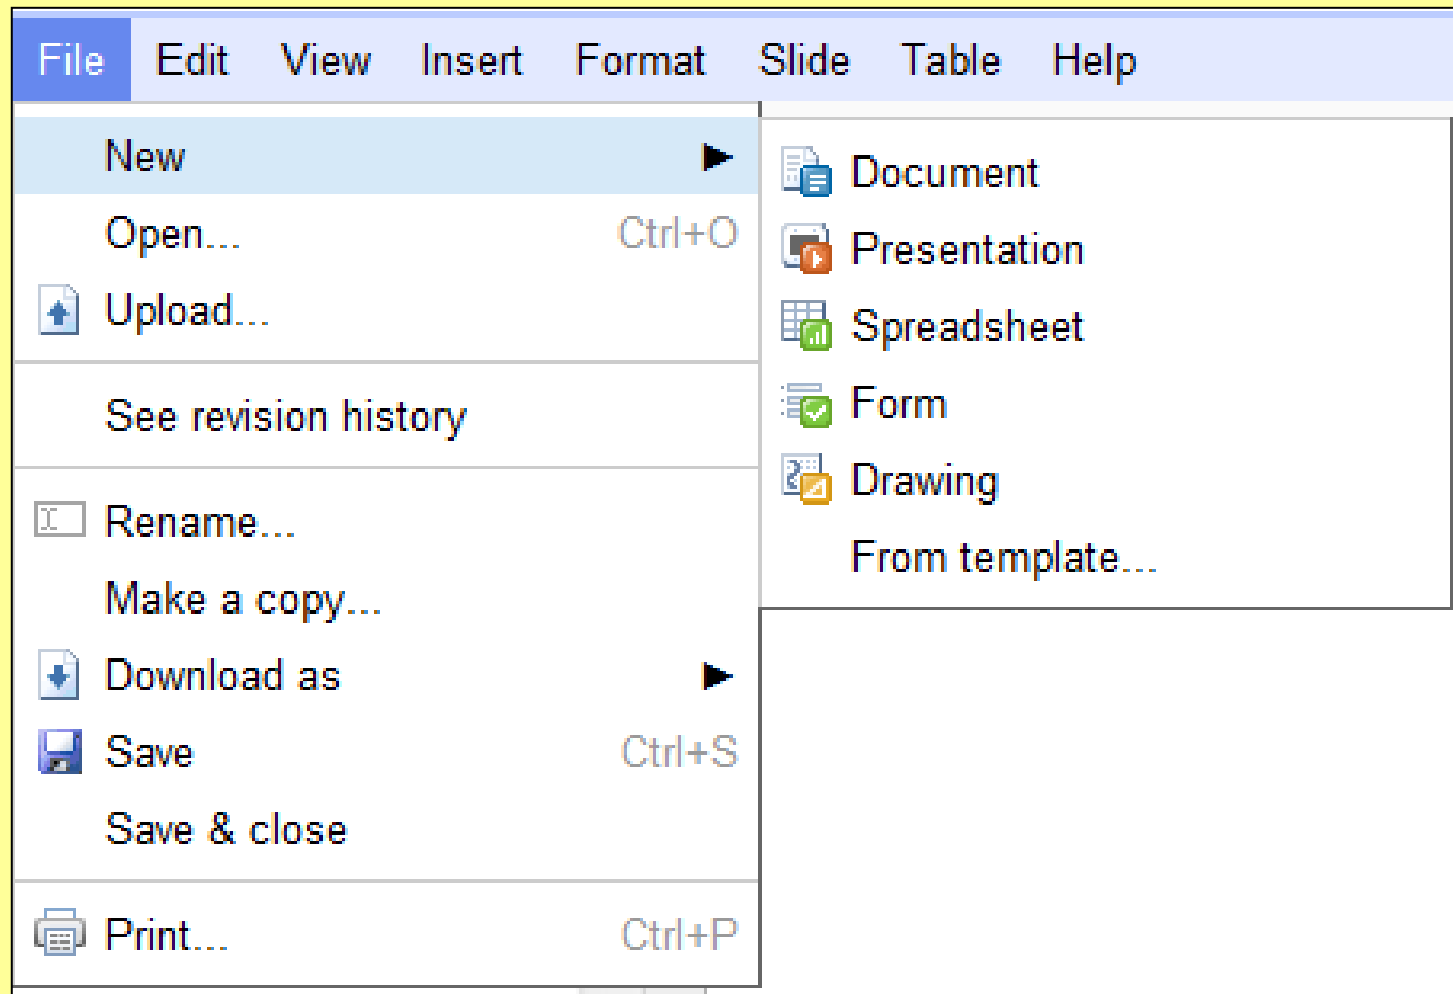 File Edit View Insert Format Slide Table Help
New
Open... Ctrl+O
Upload...
See revision history
Rename...
Make a copy...
Download as
Save Ctrl+S
Save & close
Print... Ctrl+P
Document
Presentation
Spreadsheet
Form
Drawing
From template...